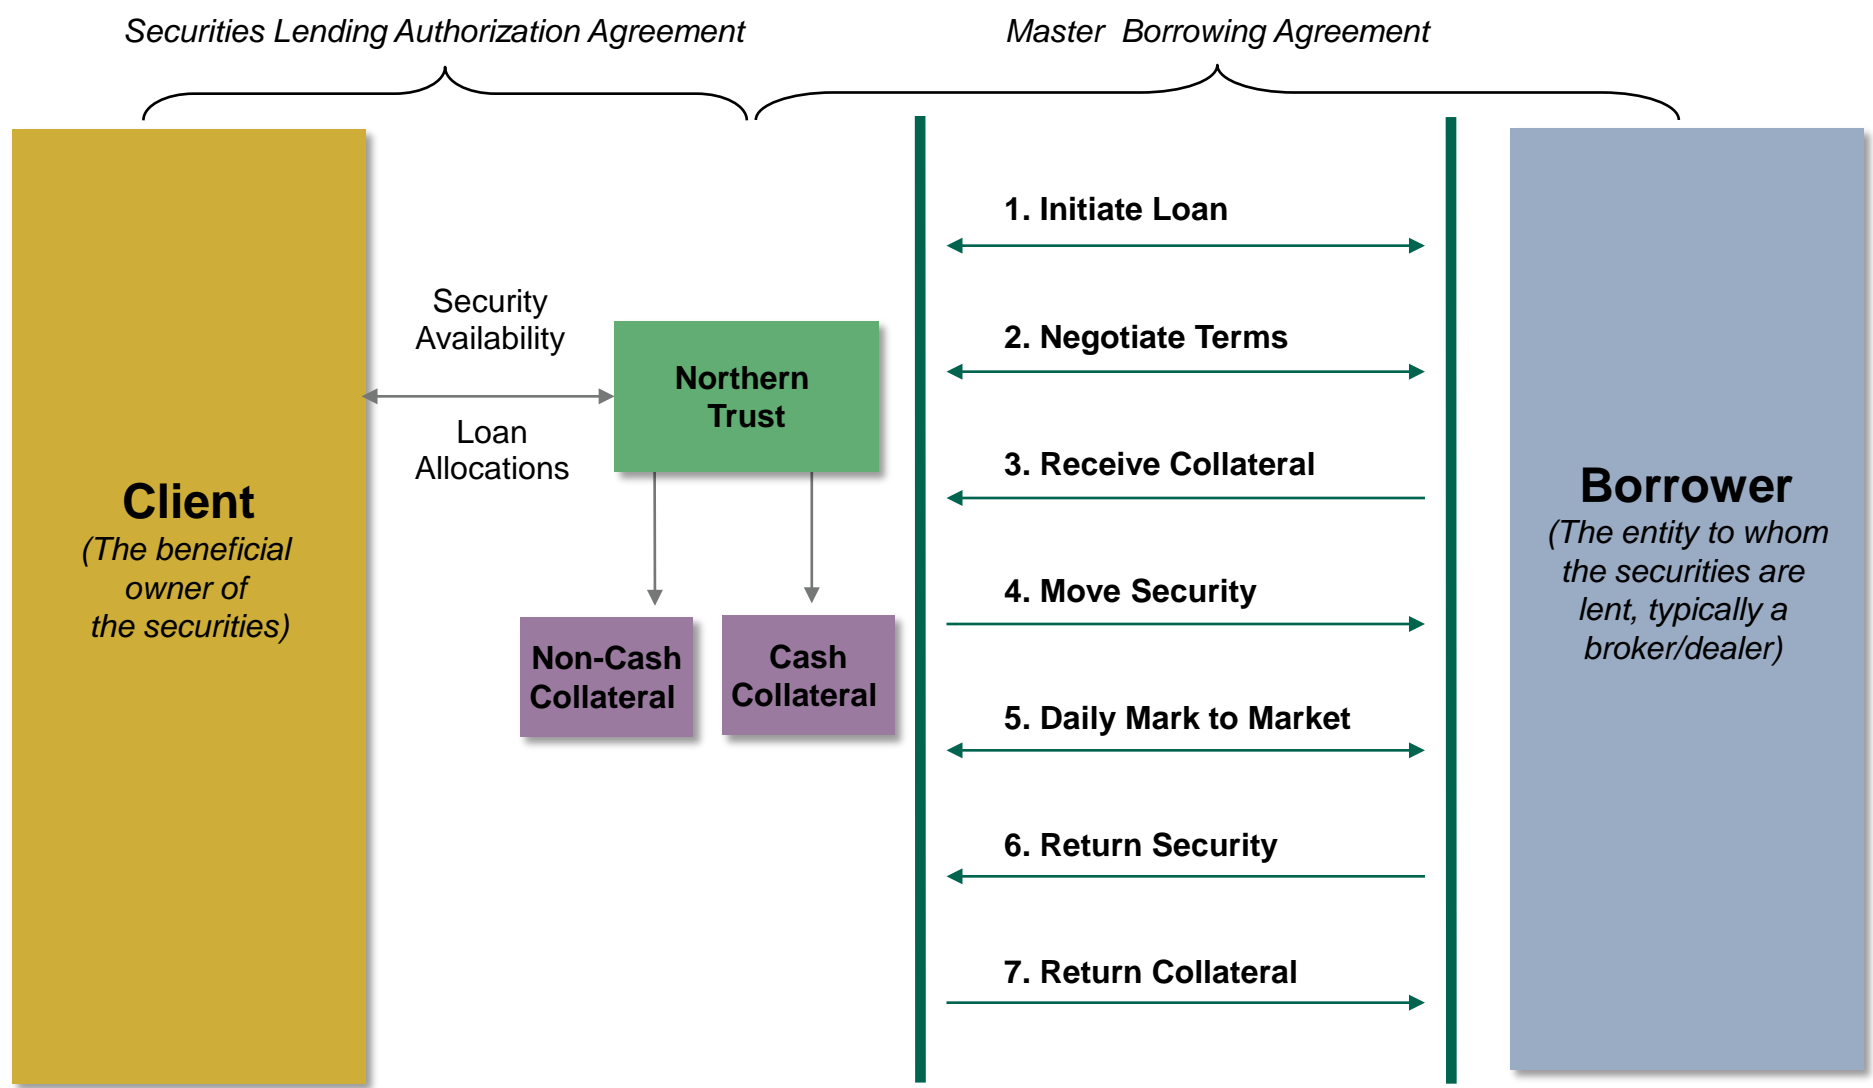 Securities Lending Authorization Agreement
Master Borrowing Agreement
Client
(The beneficial
owner of
the securities)
Security
Availability
Loan
Allocations
Northern
Trust
Non-Cash
Collateral
Cash
Collateral
1. Initiate Loan
2. Negotiate Terms
3. Receive Collateral
4. Move Security
5. Daily Mark to Market
6. Return Security
7. Return Collateral
Borrower
(The entity to whom
the securities are
lent, typically a
broker/dealer)